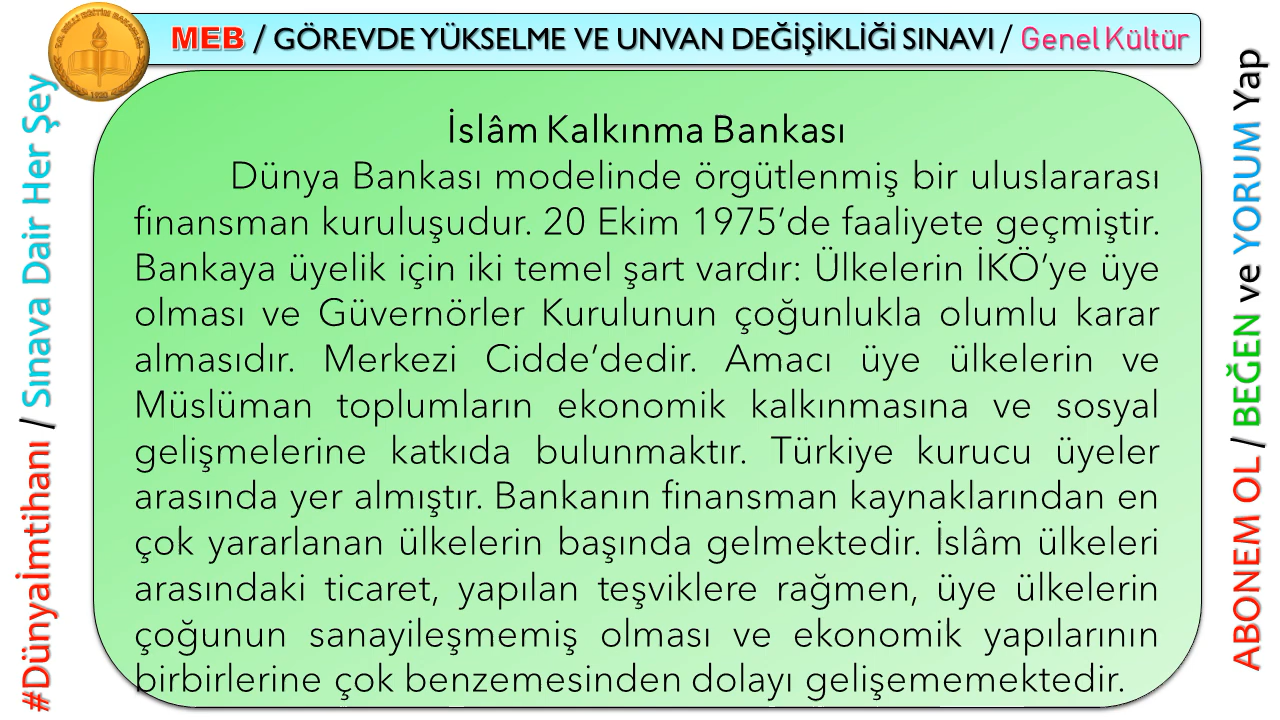 MEB / GÖREVDE YÜKSELME VE UNVAN DEĞİŞİKLİĞİ SINAVI / Genel Kültür
#Dünyaİmtihanı / Sınava Dair Her Şey
İslâm Kalkınma Bankası
Dünya Bankası modelinde örgütlenmiş bir uluslararası
finansman kuruluşudur. 20 Ekim 1975’de faaliyete geçmiştir.
Bankaya üyelik için iki temel şart vardır: Ülkelerin İKÖ’ye üye
olması ve Güvernörler Kurulunun çoğunlukla olumlu karar
almasıdır. Merkezi Cidde’dedir. Amacı üye ülkelerin ve
Müslüman toplumların ekonomik kalkınmasına ve sosyal
gelişmelerine katkıda bulunmaktır. Türkiye kurucu üyeler
arasında yer almıştır. Bankanın finansman kaynaklarından en
çok yararlanan ülkelerin başında gelmektedir. İslâm ülkeleri
arasındaki ticaret, yapılan teşviklere rağmen, üye ülkelerin
çoğunun sanayileşmemiş olması ve ekonomik yapılarının
birbirlerine çok benzemesinden dolayı gelişememektedir.
ABONEM OL / BEĞEN ve YORUM Yap